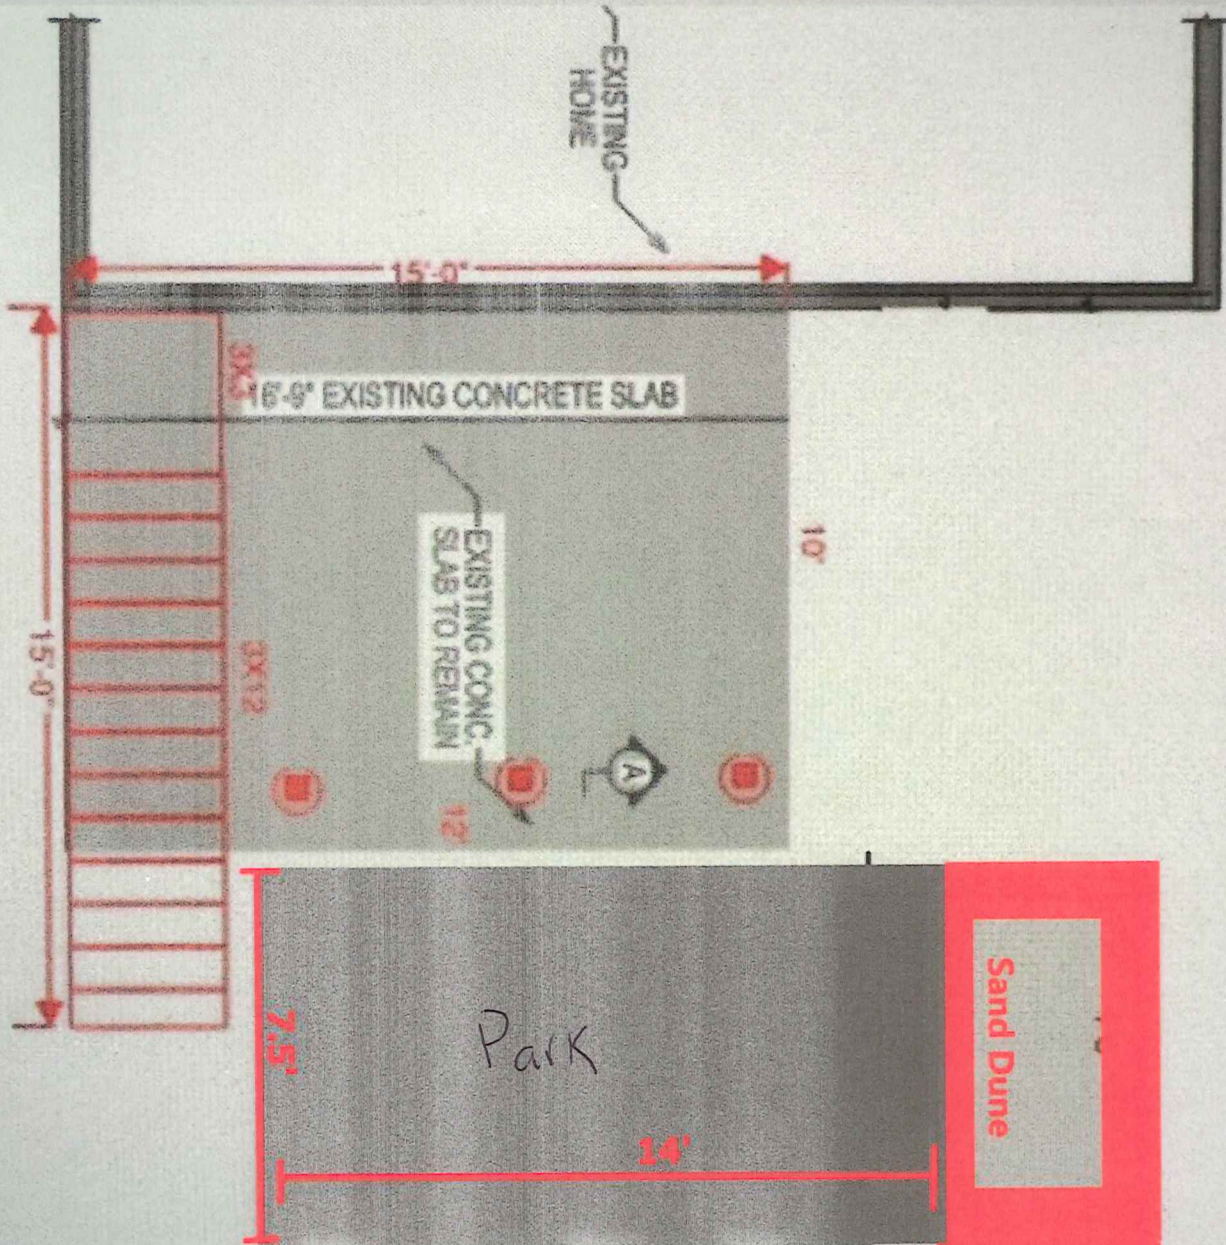 EXISTING
HOME
15'-0"
3X3
16'-9" EXISTING CONCRETE SLAB
10'
EXISTING CONC.
SLAB TO REMAIN
3X12
15'-0"
A
12'
7.5'
Park
14'
Sand Dune